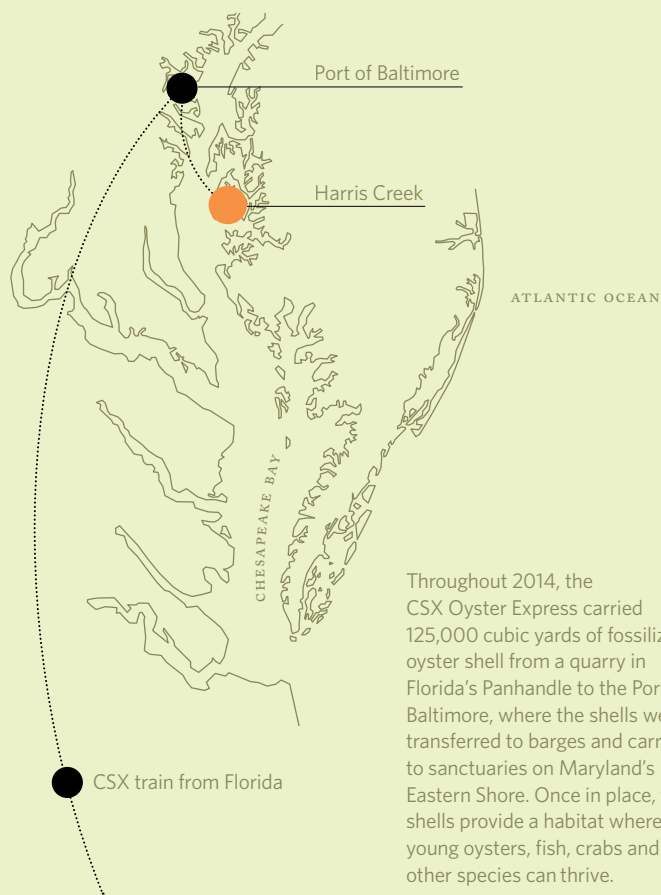 Port of Baltimore
Harris Creek
ATLANTIC OCEAN
CHESAPEAKE BAY
CSX train from Florida
Throughout 2014, the
CSX Oyster Express carried
125,000 cubic yards of
oyster shell from a quarry in
Florida's Panhandle to the
Baltimore, where the shells
transferred to barges and
to sanctuaries on Maryland's
Eastern Shore. Once in place,
shells provide a habitat where
young oysters, fish, crabs and
other species can thrive.